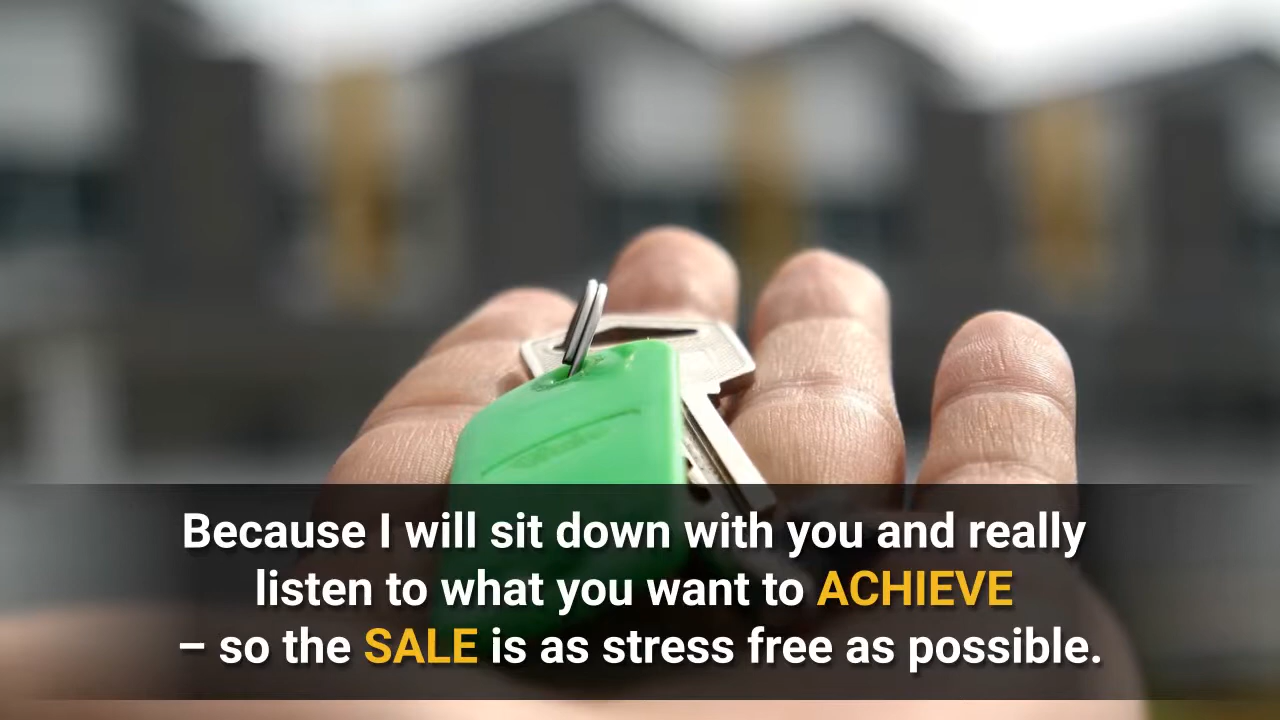 Because I will sit down with you and really
listen to what you want to ACHIEVE
– so the SALE is as stress free as possible.